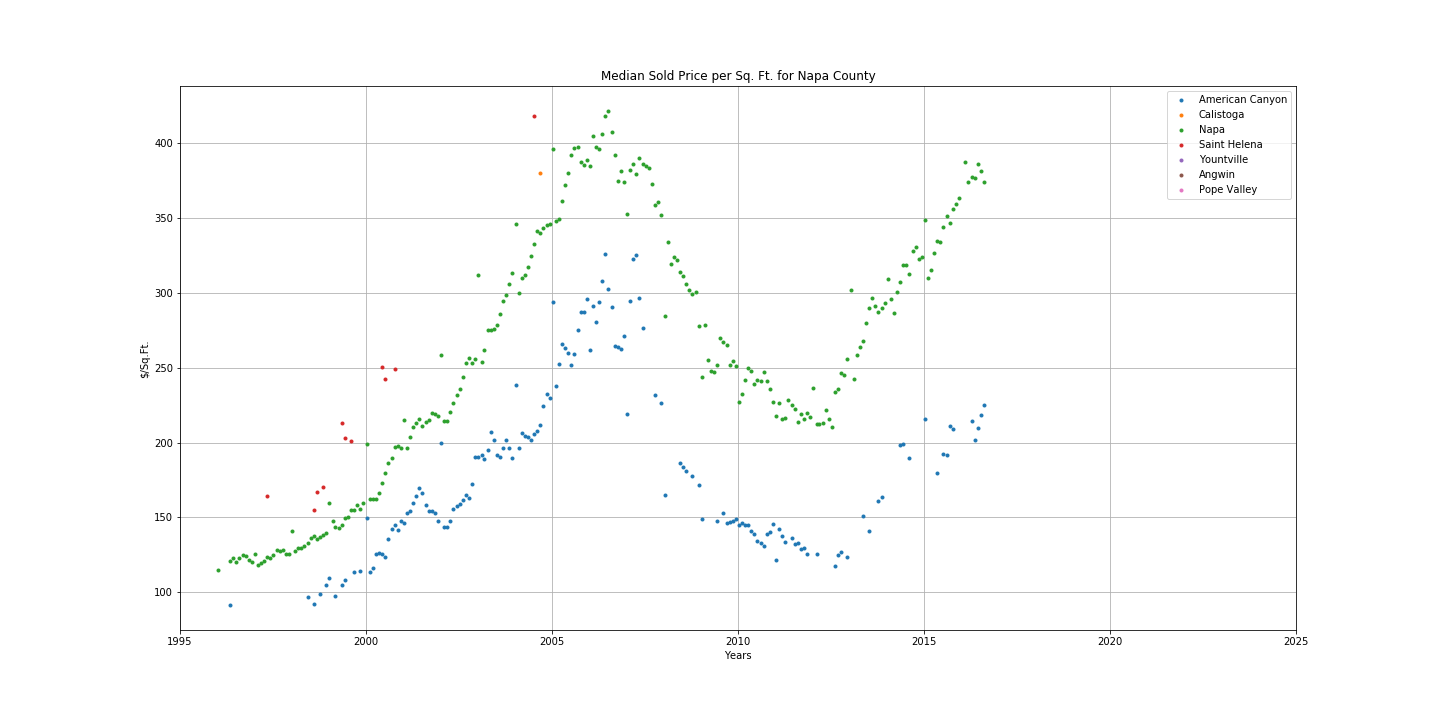 Median Sold Price per Sq. Ft. for Napa County
American Canyon
Calistoga
Napa
Saint Helena
Yountville
Angwin
Pope Valley
400
350
300
250
200
150
100
$/Sq.Ft.
1995 2000 2005 2010 2015 2020 2025
Years